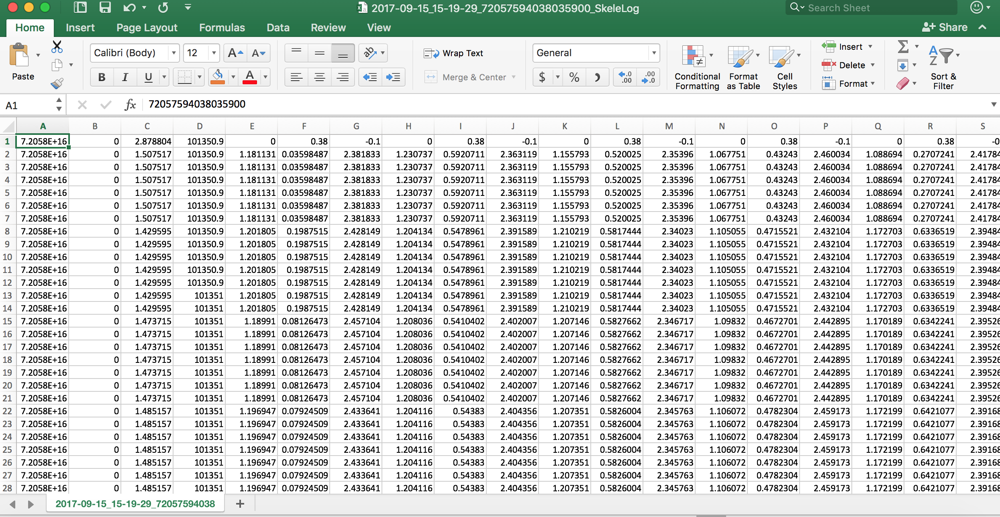 2017-09-15_15-19-29_72057594038035900_SkeleLog
Search Sheet
Home Insert Page Layout Formulas Data Review View Share
Paste
Calibri (Body) 12
Wrap Text
Merge & Center
General
Conditional Formatting
Format as Table
Cell Styles
Insert
Delete
Format
Sort & Filter
A1 fx 72057594038035900
A B C D E F G H I J K L M N O P Q R S
1 7.2058E+16 0 2.878804 101350.9 0 0.38 -0.1 0 0.38 -0.1 0 0.38 -0.1 0 0.38 -0.1 0 0.38 -0
2 7.2058E+16 0 1.507517 101350.9 1.181131 0.03598487 2.381833 1.230737 0.5920711 2.363119 1.155793 0.520025 2.35396 1.067751 0.43243 2.460034 1.088694 0.2707241 2.41784
3 7.2058E+16 0 1.507517 101350.9 1.181131 0.03598487 2.381833 1.230737 0.5920711 2.363119 1.155793 0.520025 2.35396 1.067751 0.43243 2.460034 1.088694 0.2707241 2.41784
4 7.2058E+16 0 1.507517 101350.9 1.181131 0.03598487 2.381833 1.230737 0.5920711 2.363119 1.155793 0.520025 2.35396 1.067751 0.43243 2.460034 1.088694 0.2707241 2.41784
5 7.2058E+16 0 1.507517 101350.9 1.181131 0.03598487 2.381833 1.230737 0.5920711 2.363119 1.155793 0.520025 2.35396 1.067751 0.43243 2.460034 1.088694 0.2707241 2.41784
6 7.2058E+16 0 1.507517 101350.9 1.181131 0.03598487 2.381833 1.230737 0.5920711 2.363119 1.155793 0.520025 2.35396 1.067751 0.43243 2.460034 1.088694 0.2707241 2.41784
7 7.2058E+16 0 1.507517 101350.9 1.181131 0.03598487 2.381833 1.230737 0.5920711 2.363119 1.155793 0.520025 2.35396 1.067751 0.43243 2.460034 1.088694 0.2707241 2.41784
8 7.2058E+16 0 1.429595 101350.9 1.201805 0.1987515 2.428149 1.204134 0.5478961 2.391589 1.210219 0.5817444 2.34023 1.105055 0.4715521 2.432104 1.172703 0.6336519 2.39484
9 7.2058E+16 0 1.429595 101350.9 1.201805 0.1987515 2.428149 1.204134 0.5478961 2.391589 1.210219 0.5817444 2.34023 1.105055 0.4715521 2.432104 1.172703 0.6336519 2.39484
10 7.2058E+16 0 1.429595 101350.9 1.201805 0.1987515 2.428149 1.204134 0.5478961 2.391589 1.210219 0.5817444 2.34023 1.105055 0.4715521 2.432104 1.172703 0.6336519 2.39484
11 7.2058E+16 0 1.429595 101350.9 1.201805 0.1987515 2.428149 1.204134 0.5478961 2.391589 1.210219 0.5817444 2.34023 1.105055 0.4715521 2.432104 1.172703 0.6336519 2.39484
12 7.2058E+16 0 1.429595 101350.9 1.201805 0.1987515 2.428149 1.204134 0.5478961 2.391589 1.210219 0.5817444 2.34023 1.105055 0.4715521 2.432104 1.172703 0.6336519 2.39484
13 7.2058E+16 0 1.429595 101351 1.201805 0.1987515 2.428149 1.204134 0.5478961 2.391589 1.210219 0.5817444 2.34023 1.105055 0.4715521 2.432104 1.172703 0.6336519 2.39484
14 7.2058E+16 0 1.429595 101351 1.201805 0.1987515 2.428149 1.204134 0.5478961 2.391589 1.210219 0.5817444 2.34023 1.105055 0.4715521 2.432104 1.172703 0.6336519 2.39484
15 7.2058E+16 0 1.473715 101351 1.18991 0.08126473 2.457104 1.208036 0.5410402 2.402007 1.207146 0.5827662 2.346717 1.09832 0.4672701 2.442895 1.170189 0.6342241 2.39526
16 7.2058E+16 0 1.473715 101351 1.18991 0.08126473 2.457104 1.208036 0.5410402 2.402007 1.207146 0.5827662 2.346717 1.09832 0.4672701 2.442895 1.170189 0.6342241 2.39526
17 7.2058E+16 0 1.473715 101351 1.18991 0.08126473 2.457104 1.208036 0.5410402 2.402007 1.207146 0.5827662 2.346717 1.09832 0.4672701 2.442895 1.170189 0.6342241 2.39526
18 7.2058E+16 0 1.473715 101351 1.18991 0.08126473 2.457104 1.208036 0.5410402 2.402007 1.207146 0.5827662 2.346717 1.09832 0.4672701 2.442895 1.170189 0.6342241 2.39526
19 7.2058E+16 0 1.473715 101351 1.18991 0.08126473 2.457104 1.208036 0.5410402 2.402007 1.207146 0.5827662 2.346717 1.09832 0.4672701 2.442895 1.170189 0.6342241 2.39526
20 7.2058E+16 0 1.473715 101351 1.18991 0.08126473 2.457104 1.208036 0.5410402 2.402007 1.207146 0.5827662 2.346717 1.09832 0.4672701 2.442895 1.170189 0.6342241 2.39526
21 7.2058E+16 0 1.473715 101351 1.18991 0.08126473 2.457104 1.208036 0.5410402 2.402007 1.207146 0.5827662 2.346717 1.09832 0.4672701 2.442895 1.170189 0.6342241 2.39526
22 7.2058E+16 0 1.485157 101351 1.196947 0.07924509 2.433641 1.204116 0.54383 2.404356 1.207351 0.5826004 2.345763 1.106072 0.4782304 2.459173 1.172199 0.6421077 2.39168
23 7.2058E+16 0 1.485157 101351 1.196947 0.07924509 2.433641 1.204116 0.54383 2.404356 1.207351 0.5826004 2.345763 1.106072 0.4782304 2.459173 1.172199 0.6421077 2.39168
24 7.2058E+16 0 1.485157 101351 1.196947 0.07924509 2.433641 1.204116 0.54383 2.404356 1.207351 0.5826004 2.345763 1.106072 0.4782304 2.459173 1.172199 0.6421077 2.39168
25 7.2058E+16 0 1.485157 101351 1.196947 0.07924509 2.433641 1.204116 0.54383 2.404356 1.207351 0.5826004 2.345763 1.106072 0.4782304 2.459173 1.172199 0.6421077 2.39168
26 7.2058E+16 0 1.485157 101351 1.196947 0.07924509 2.433641 1.204116 0.54383 2.404356 1.207351 0.5826004 2.345763 1.106072 0.4782304 2.459173 1.172199 0.6421077 2.39168
27 7.2058E+16 0 1.485157 101351 1.196947 0.07924509 2.433641 1.204116 0.54383 2.404356 1.207351 0.5826004 2.345763 1.106072 0.4782304 2.459173 1.172199 0.6421077 2.39168
28 7.2058E+16 0 1.485157 101351 1.196947 0.07924509 2.433641 1.204116 0.54383 2.404356 1.207351 0.5826004 2.345763 1.106072 0.4782304 2.459173 1.172199 0.6421077 2.39168
2017-09-15_15-19-29_72057594038